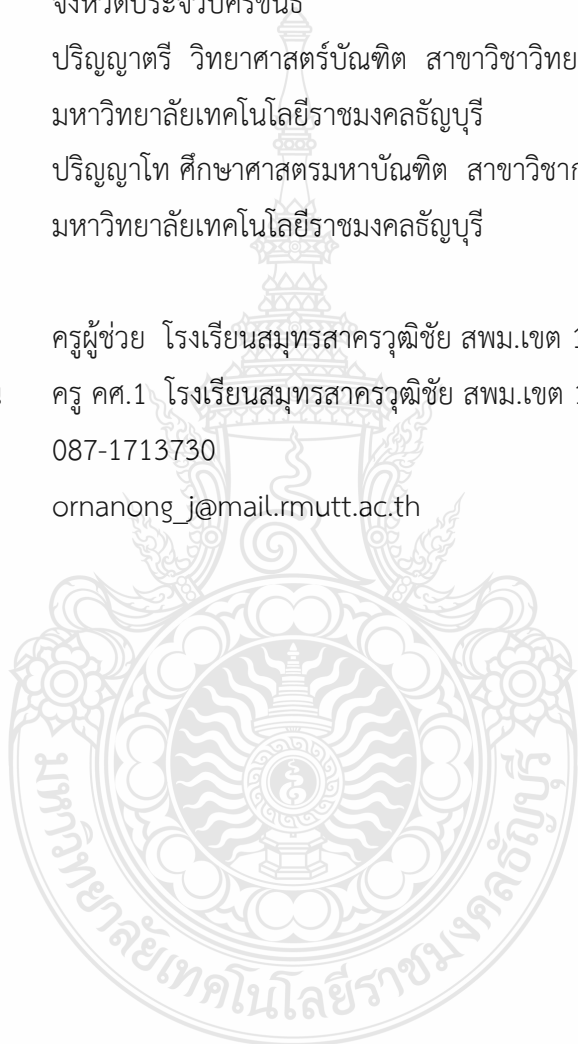 จังหวัดประจวบคีรีขันธ์
ปริญญาตรี วิทยาศาสตร์บัณฑิต สาขาวิชาวิทย
มหาวิทยาลัยเทคโนโลยีราชมงคลธัญบุรี
ปริญญาโท ศึกษาศาสตรมหาบัณฑิต สาขาวิชาก
มหาวิทยาลัยเทคโนโลยีราชมงคลธัญบุรี
ครูผู้ช่วย โรงเรียนสมุทรสาครวุฒิชัย สพม.เขต 1
ครู คศ.1 โรงเรียนสมุทรสาครวุฒิชัย สพม.เขต 1
087-1713730
ornanong_j@mail.rmutt.ac.th
มหาวิทยาลัยเทคโนโลยีราชมงคลธัญบุรี